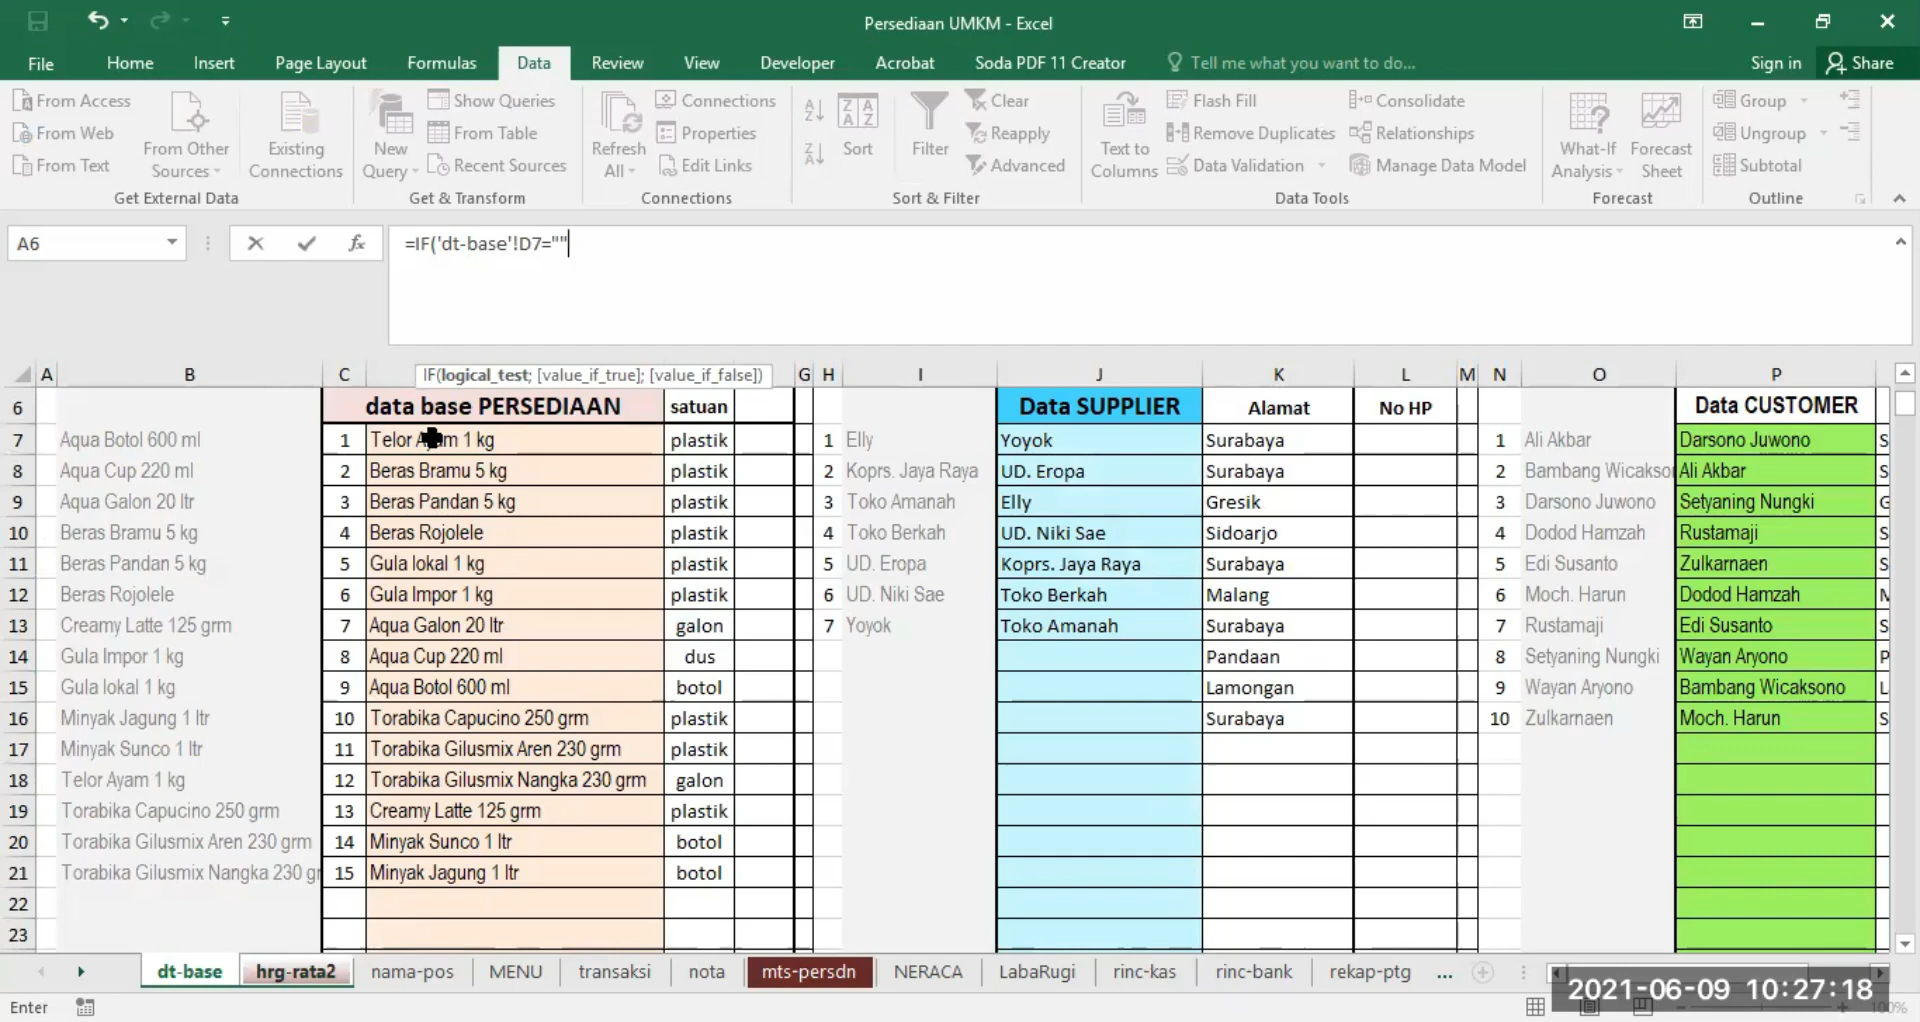 Persediaan UMKM - Excel
File Home Insert Page Layout Formulas Data Review View Developer Acrobat Soda PDF 11 Creator Tell me what you want to do... Sign in Share
From Access
From Web
From Text
From Other Sources
Existing Connections
Get External Data
New Query
Show Queries
From Table
Recent Sources
Get & Transform
Refresh All
Connections
Properties
Edit Links
Connections
Sort
Filter
Clear
Reapply
Advanced
Sort & Filter
Text to Columns
Flash Fill
Remove Duplicates
Data Validation
Consolidate
Relationships
Manage Data Model
Data Tools
What-If Analysis
Forecast Sheet
Forecast
Group
Ungroup
Subtotal
Outline
A6 fx =IF('dt-base'!D7=""
A B C IF(logical_test; [value_if_true]; [value_if_false]) G H I J K L M N O P
6 data base PERSEDIAAN satuan Data SUPPLIER Alamat No HP Data CUSTOMER
7 Aqua Botol 600 ml 1 Telor Ayam 1 kg plastik 1 Elly Yoyok Surabaya 1 Ali Akbar Darsono Juwono S
8 Aqua Cup 220 ml 2 Beras Bramu 5 kg plastik 2 Koprs. Jaya Raya UD. Eropa Surabaya 2 Bambang Wicakso Ali Akbar S
9 Aqua Galon 20 ltr 3 Beras Pandan 5 kg plastik 3 Toko Amanah Elly Gresik 3 Darsono Juwono Setyaning Nungki G
10 Beras Bramu 5 kg 4 Beras Rojolele plastik 4 Toko Berkah UD. Niki Sae Sidoarjo 4 Dodod Hamzah Rustamaji S
11 Beras Pandan 5 kg 5 Gula lokal 1 kg plastik 5 UD. Eropa Koprs. Jaya Raya Surabaya 5 Edi Susanto Zulkarnaen S
12 Beras Rojolele 6 Gula Impor 1 kg plastik 6 UD. Niki Sae Toko Berkah Malang 6 Moch. Harun Dodod Hamzah M
13 Creamy Latte 125 grm 7 Aqua Galon 20 ltr galon 7 Yoyok Toko Amanah Surabaya 7 Rustamaji Edi Susanto S
14 Gula Impor 1 kg 8 Aqua Cup 220 ml dus Pandaan 8 Setyaning Nungki Wayan Aryono P
15 Gula lokal 1 kg 9 Aqua Botol 600 ml botol Lamongan 9 Wayan Aryono Bambang Wicaksono L
16 Minyak Jagung 1 ltr 10 Torabika Capucino 250 grm plastik Surabaya 10 Zulkarnaen Moch. Harun S
17 Minyak Sunco 1 ltr 11 Torabika Gilusmix Aren 230 grm plastik
18 Telor Ayam 1 kg 12 Torabika Gilusmix Nangka 230 grm galon
19 Torabika Capucino 250 grm 13 Creamy Latte 125 grm plastik
20 Torabika Gilusmix Aren 230 grm 14 Minyak Sunco 1 ltr botol
21 Torabika Gilusmix Nangka 230 gr 15 Minyak Jagung 1 ltr botol
22
23
dt-base hrg-rata2 nama-pos MENU transaksi nota mts-persdn NERACA LabaRugi rinc-kas rinc-bank rekap-ptg ...
2021-06-09 10:27:18
Enter 100%